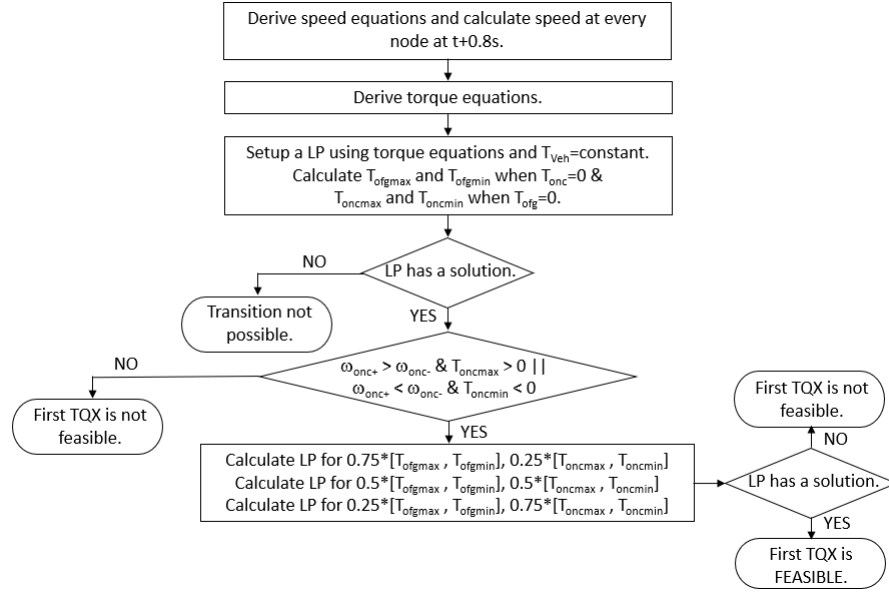 Derive speed equations and calculate speed at every
node at t+0.8s.
Derive torque equations.
Setup a LP using torque equations and T_Veh=constant.
Calculate T_ofgmax and T_ofgmin when T_onc=0 &
T_oncmax and T_oncmin when T_ofg=0.
NO
LP has a solution.
Transition not
possible.
YES
NO
ω_onc+ > ω_onc- & T_oncmax > 0 ||
ω_onc+ < ω_onc- & T_oncmin < 0
First TQX is not
feasible.
YES
First TQX is not
feasible.
NO
Calculate LP for 0.75*[T_ofgmax , T_ofgmin], 0.25*[T_oncmax , T_oncmin]
Calculate LP for 0.5*[T_ofgmax , T_ofgmin], 0.5*[T_oncmax , T_oncmin]
Calculate LP for 0.25*[T_ofgmax , T_ofgmin], 0.75*[T_oncmax , T_oncmin]
LP has a solution.
YES
First TQX is
FEASIBLE.